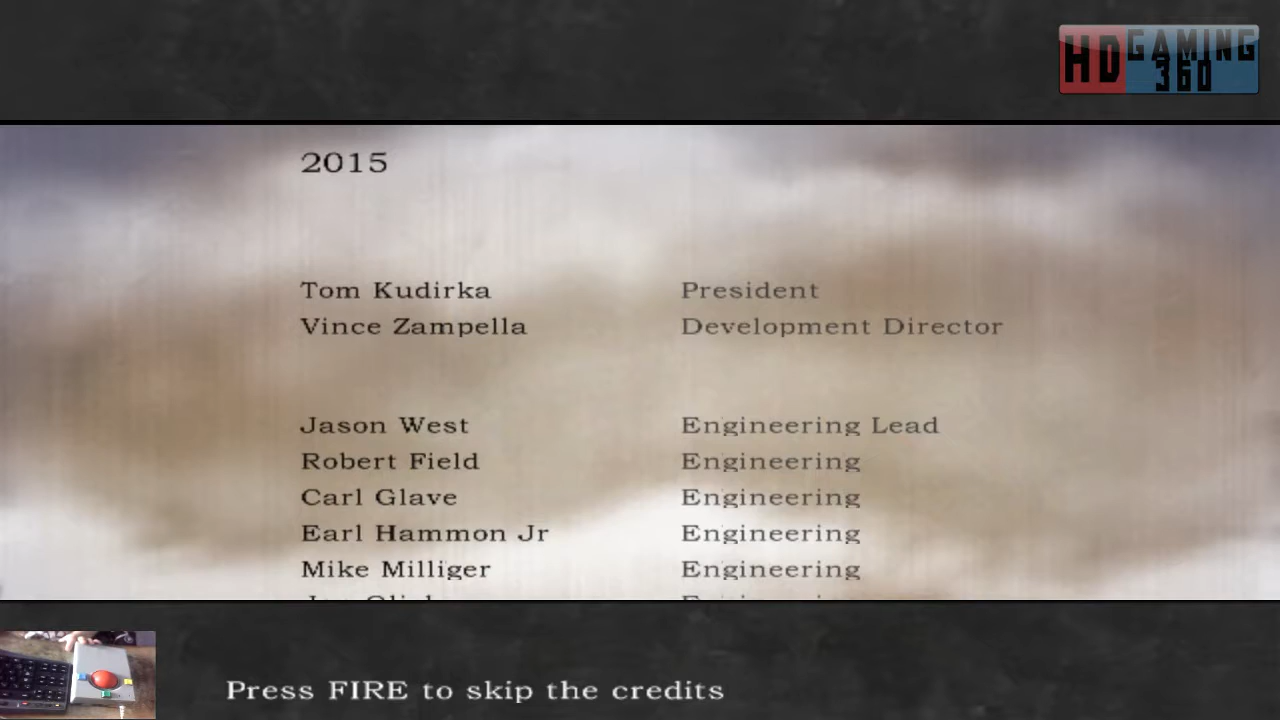 HD GAMING
360
2015
Tom Kudirka President
Vince Zampella Development Director
Jason West Engineering Lead
Robert Field Engineering
Carl Glave Engineering
Earl Hammon Jr Engineering
Mike Milliger Engineering
Press FIRE to skip the credits